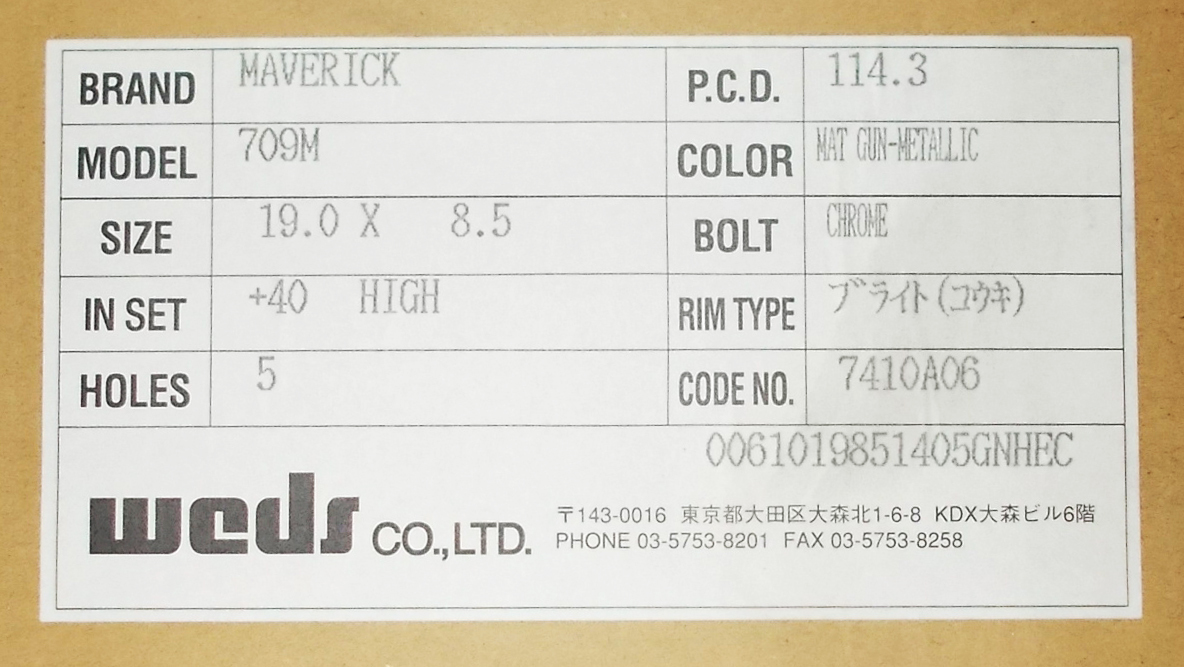 BRAND MAVERICK P.C.D. 114.3
MODEL 709M COLOR MAT GUN-METALLIC
SIZE 19.0 X 8.5 BOLT CHROME
IN SET +40 HIGH RIM TYPE ブライト(コウキ)
HOLES 5 CODE NO. 7410A06
0061019851405GNHEC
weds CO.,LTD.
〒143-0016 東京都大田区大森北1-6-8 KDX大森ビル6階
PHONE 03-5753-8201 FAX 03-5753-8258